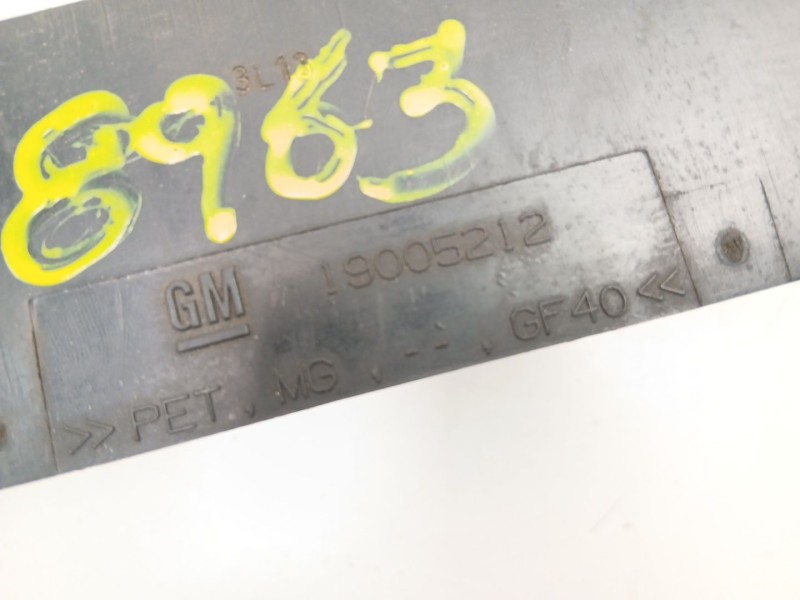 3L13
8963
GM 19005212
>>PET,MG,--,GF40<<